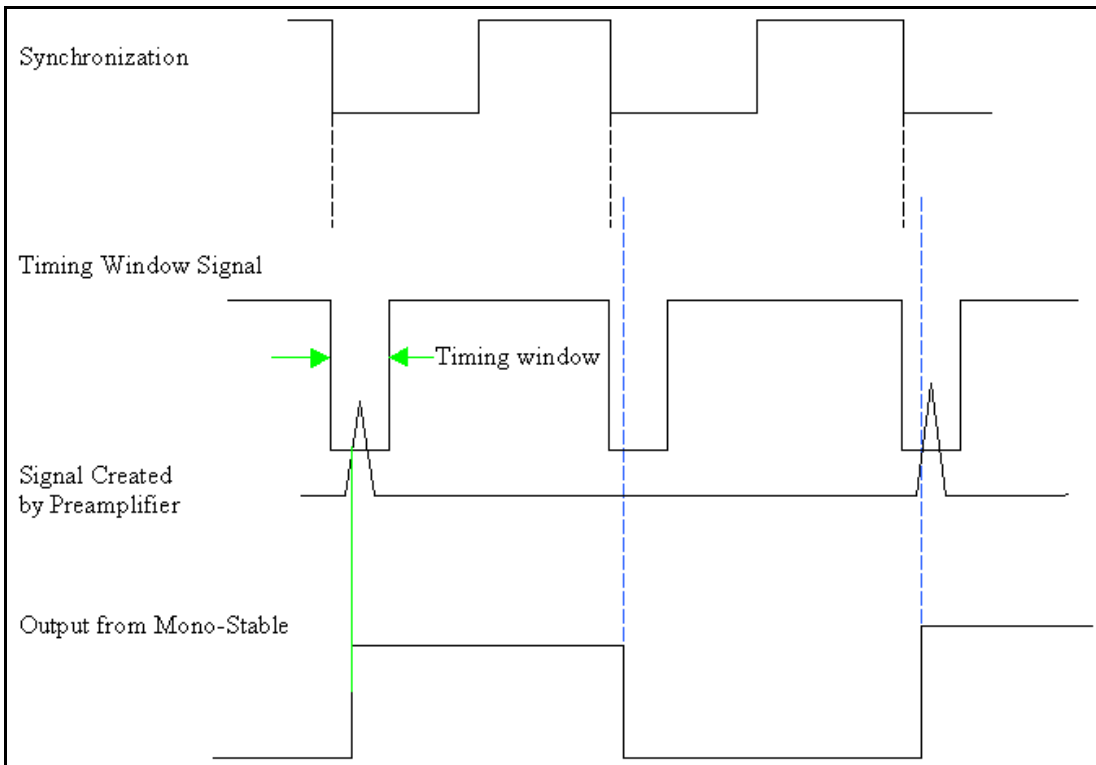 Synchronization
Timing Window Signal
Timing window
Signal Created
by Preamplifier
Output from Mono-Stable